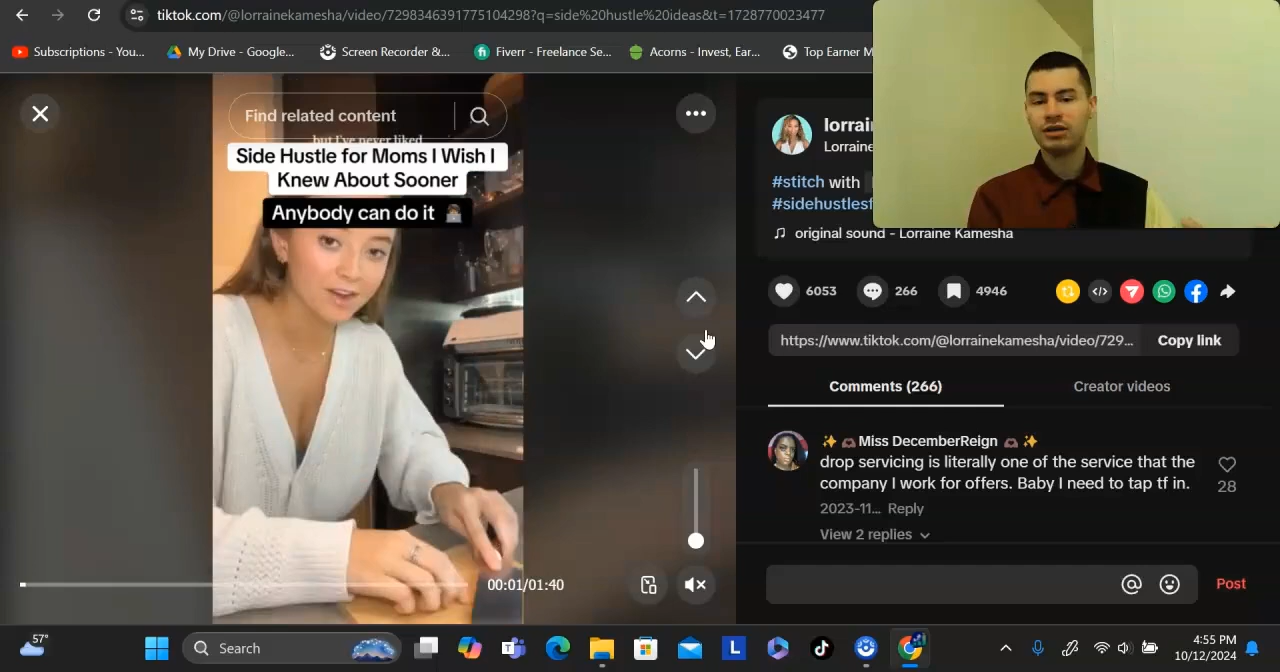 tiktok.com/@lorrainekamesha/video/7298346391775104298?q=side%20hustle%20ideas&t=1728770023477
Subscriptions - You...
My Drive - Google...
Screen Recorder &...
Fiverr - Freelance Se...
Acorns - Invest, Ear...
Top Earner M
Find related content
but I've never liked
Side Hustle for Moms I Wish I
Knew About Sooner
Anybody can do it
00:01/01:40
lorrai
Lorraine
#stitch with
#sidehustlesf
original sound - Lorraine Kamesha
6053
266
4946
https://www.tiktok.com/@lorrainekamesha/video/729...
Copy link
Comments (266)
Creator videos
Miss DecemberReign
drop servicing is literally one of the service that the
company I work for offers. Baby I need to tap tf in.
28
2023-11... Reply
View 2 replies
Post
57°
Search
4:55 PM
10/12/2024